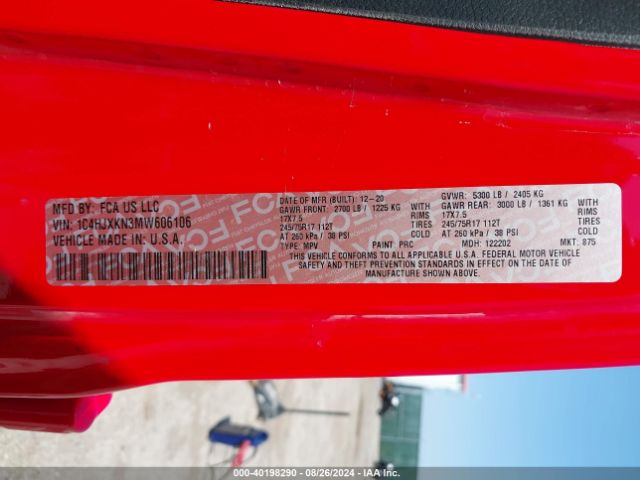 MFD BY: FCA US LLC
VIN: 1C4HJXKN3MW606106
VEHICLE MADE IN: U.S.A.
DATE OF MFR (BUILT): 12-20
GAWR FRONT: 2700 LB / 1225 KG
17X7.5 RIMS
245/75R17 112T TIRES
AT 260 kPa / 38 PSI COLD
TYPE: MPV PAINT: PRC
GVWR: 5300 LB / 2405 KG
GAWR REAR: 3000 LB / 1361 KG
17X7.5 RIMS
245/75R17 112T TIRES
AT 260 kPa / 38 PSI COLD
MDH: 122202 MKT: 875
THIS VEHICLE CONFORMS TO ALL APPLICABLE U.S.A. FEDERAL MOTOR VEHICLE
SAFETY AND THEFT PREVENTION STANDARDS IN EFFECT ON THE DATE OF
MANUFACTURE SHOWN ABOVE.
000-40198290 - 08/26/2024 -